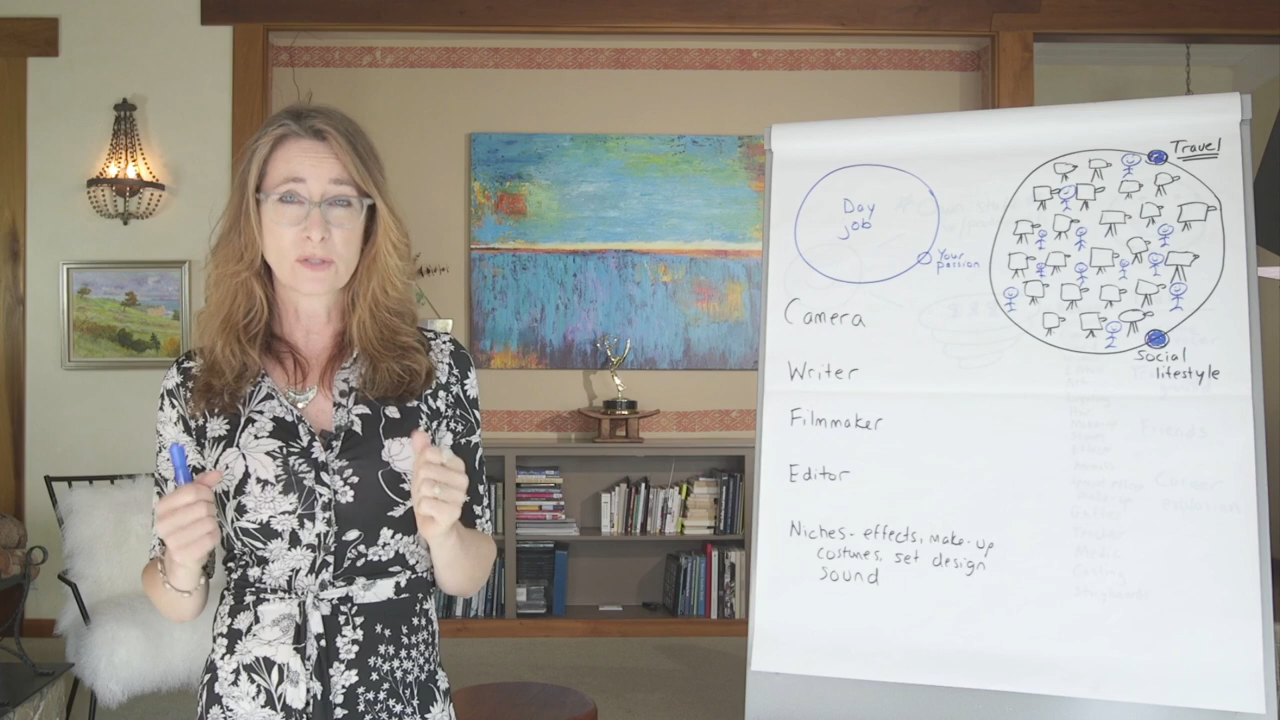 Travel
Day
job
Your
passion
Camera
Social
lifestyle
Writer
Filmmaker
Editor
Niches- effects, make-up
costumes, set design
sound